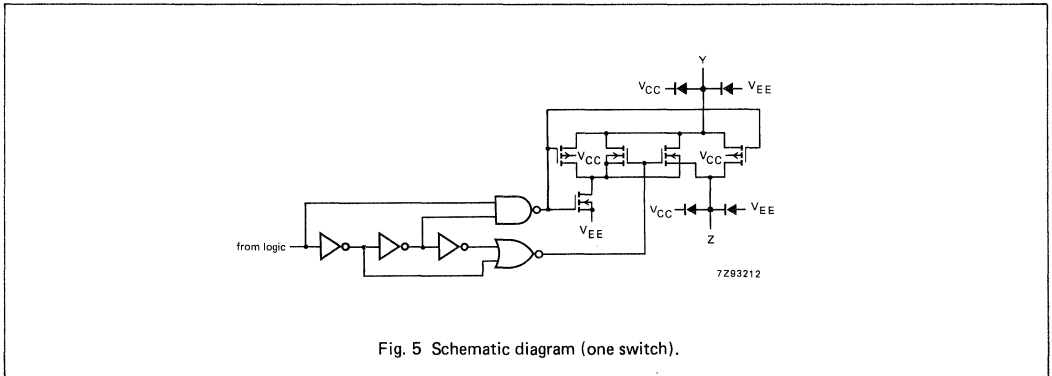 Y
VCC VEE
VCC VCC
VCC VEE
VEE
Z
from logic
7Z93212
Fig. 5 Schematic diagram (one switch).